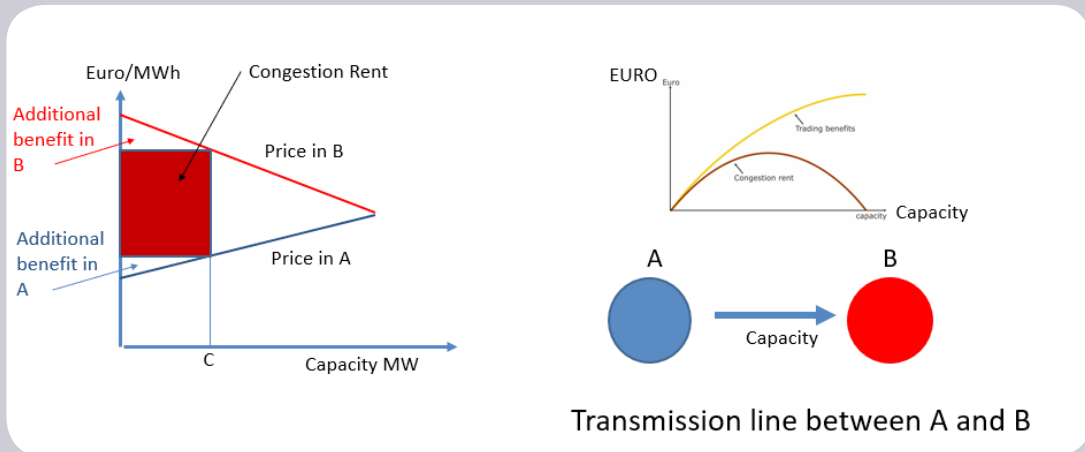 Euro/MWh
Congestion Rent
Additional
benefit in
B
Price in B
Additional
benefit in
A
Price in A
C
Capacity MW
EURO
Euro
Trading benefits
Congestion rent
capacity
Capacity
A
B
Capacity
Transmission line between A and B